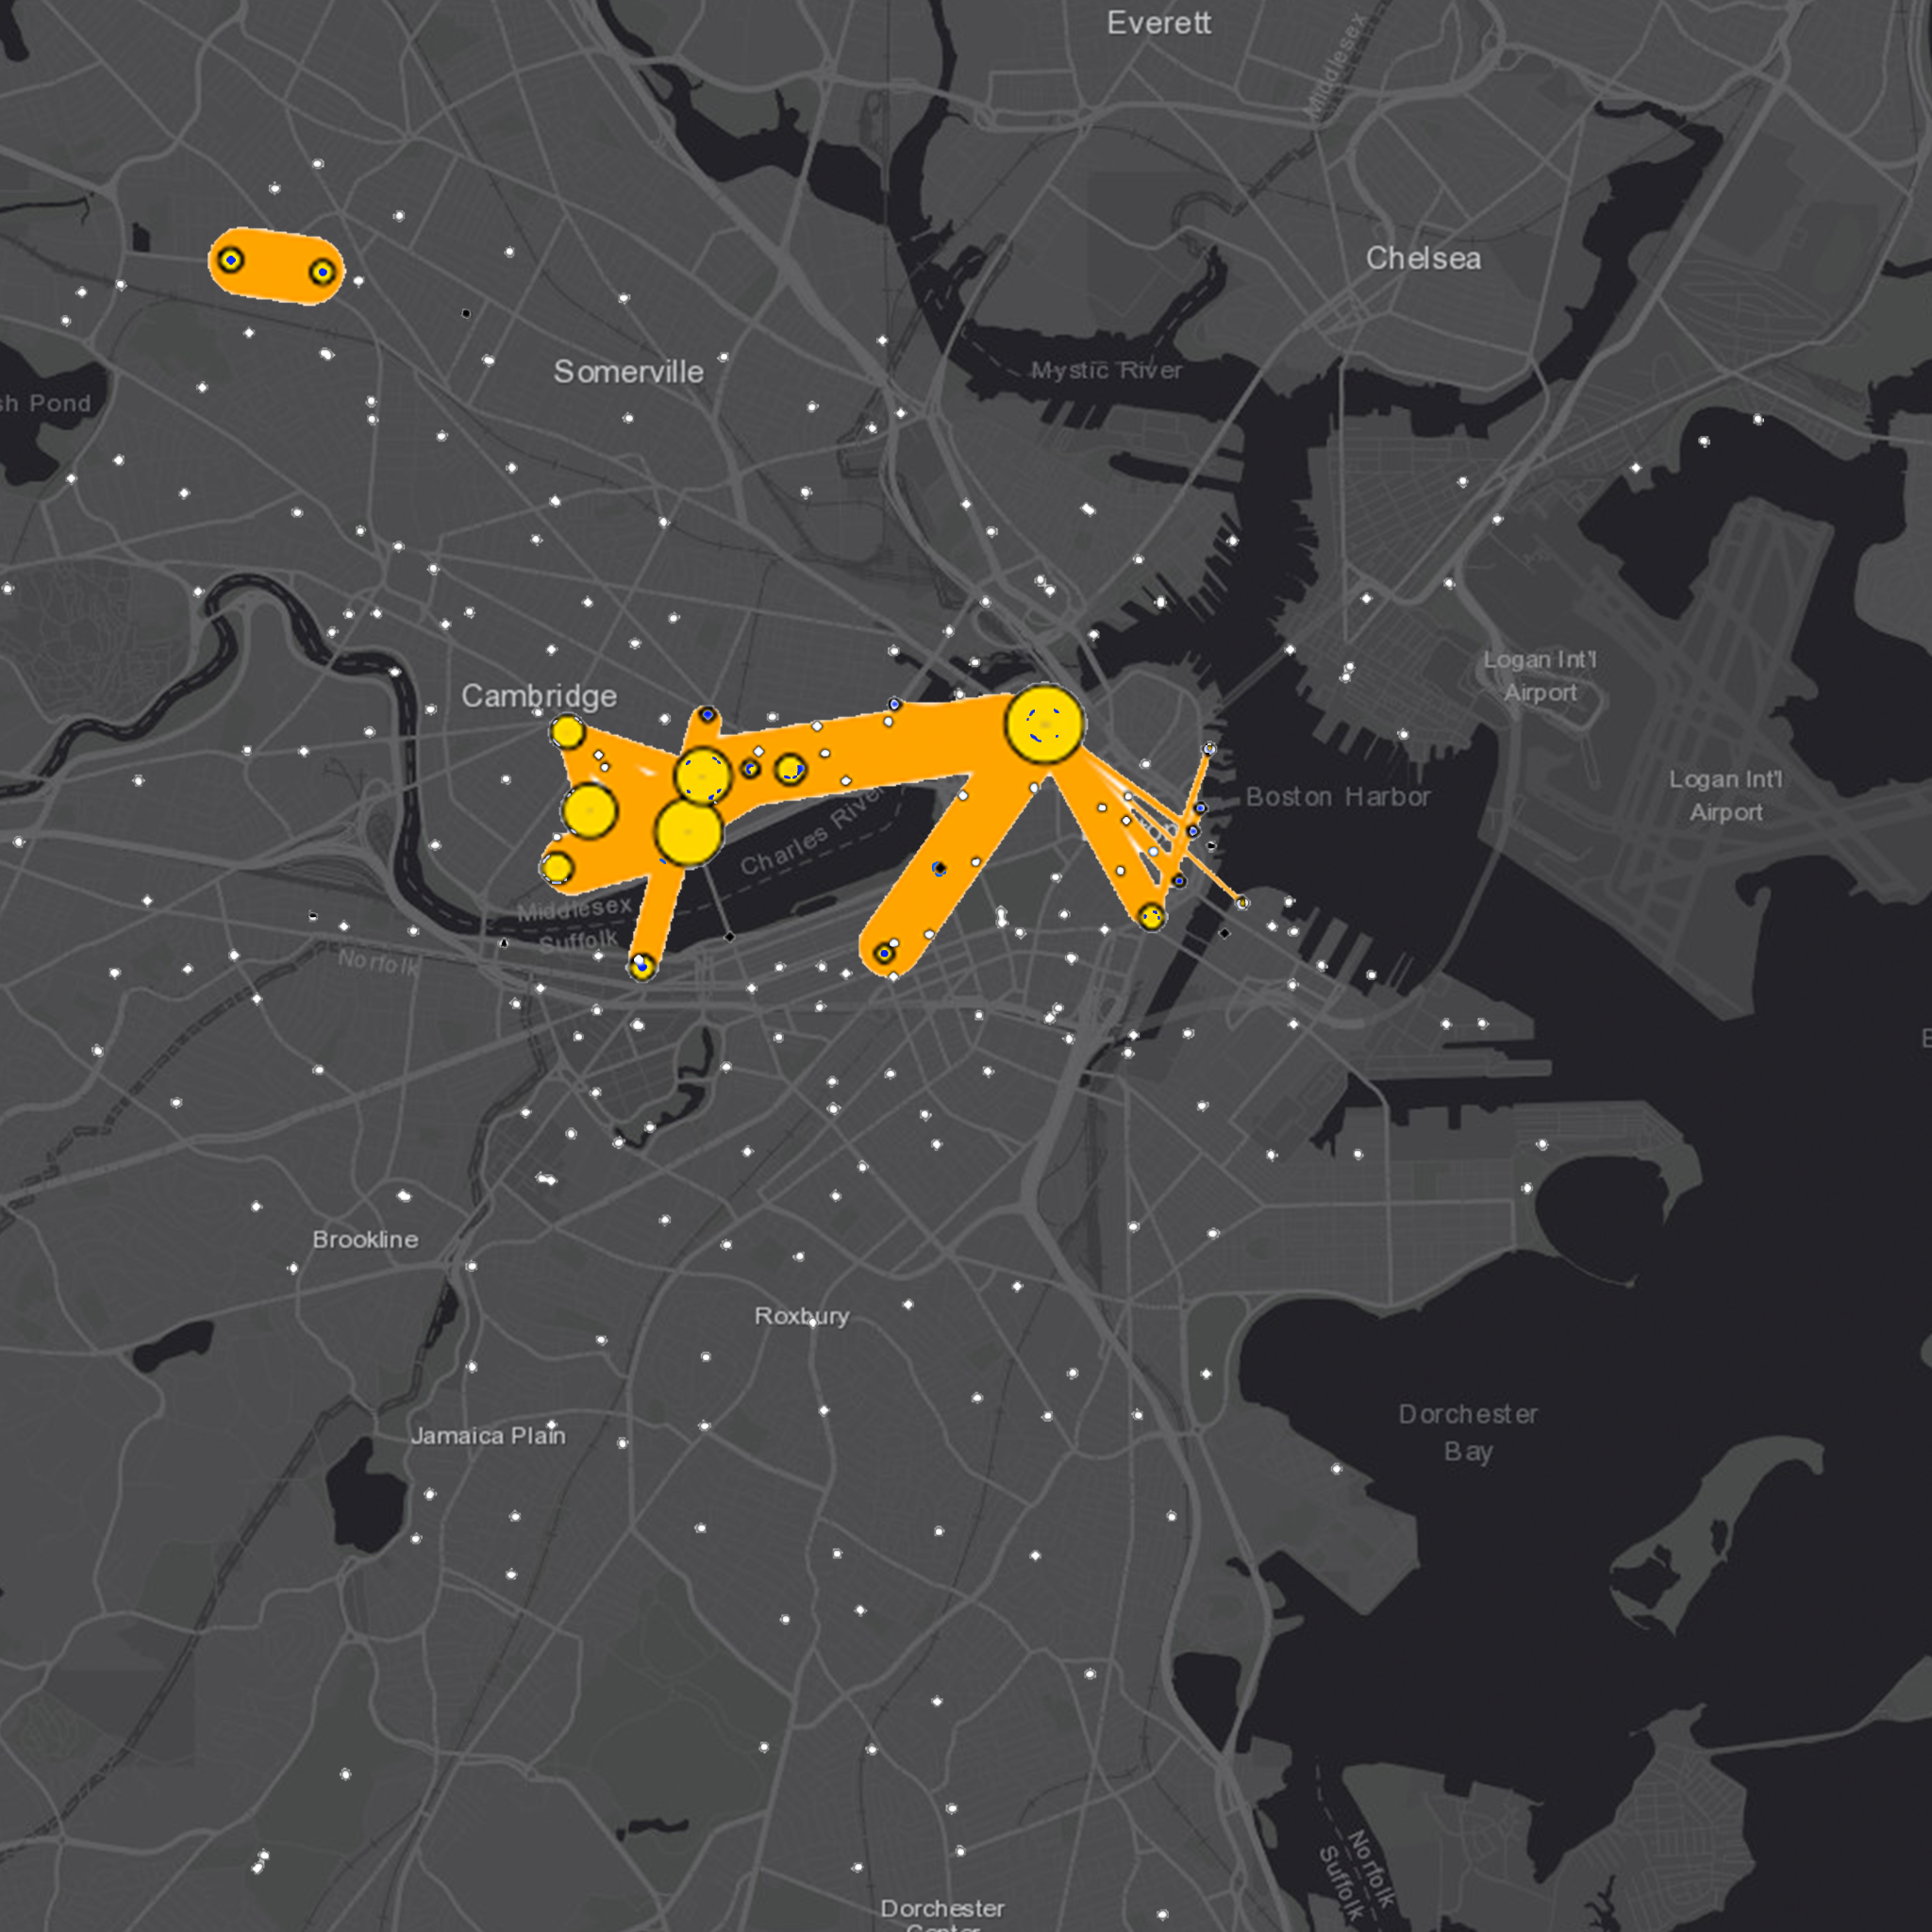 Everett
Middlesex
Chelsea
Somerville
Mystic River
sh Pond
Logan Int'l
Airport
Cambridge
Logan Int'l
Airport
Boston Harbor
Charles River
Middlesex
Suffolk
Norfolk
Brookline
Roxbury
Dorchester
Bay
Jamaica Plain
Norfolk
Suffolk
Dorchester